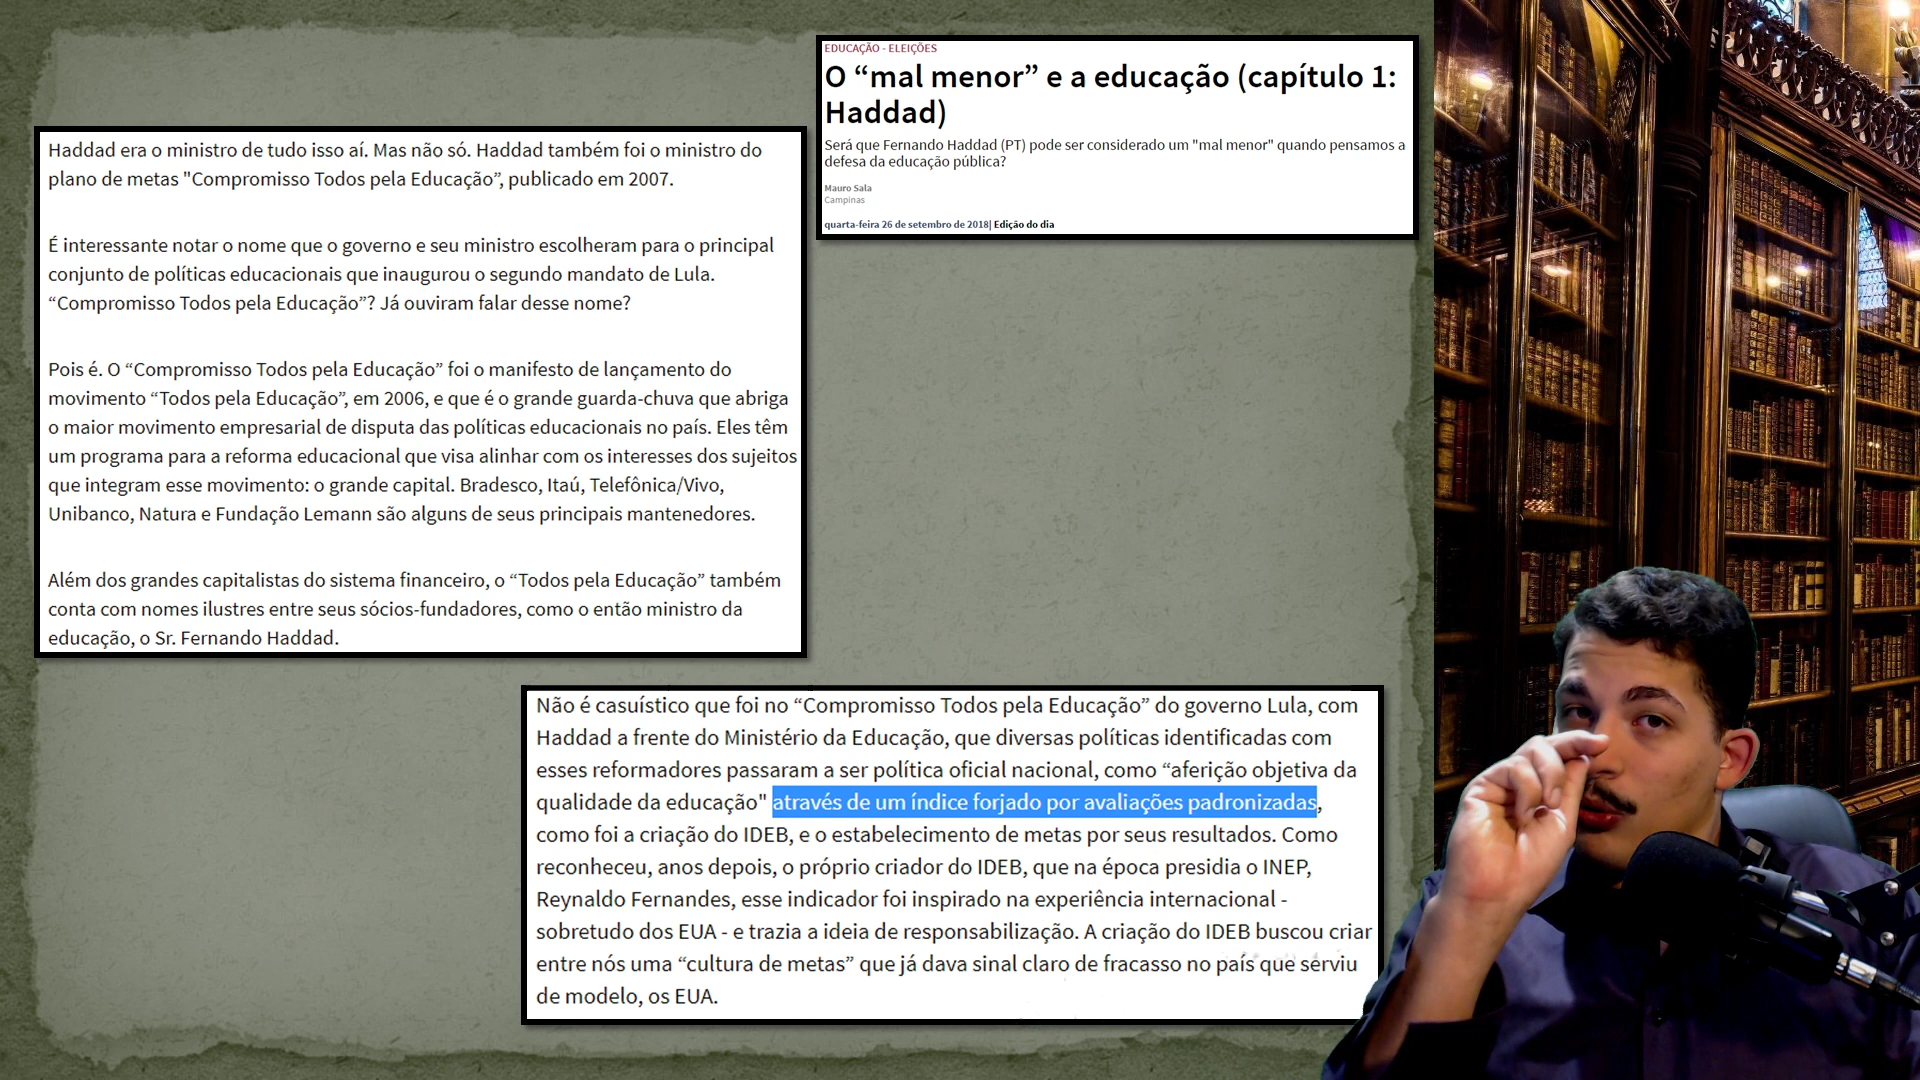 EDUCAÇÃO - ELEIÇÕES
O “mal menor” e a educação (capítulo 1:
Haddad)
Será que Fernando Haddad (PT) pode ser considerado um "mal menor" quando pensamos a
defesa da educação pública?
Mauro Sala
Campinas
quarta-feira 26 de setembro de 2018| Edição do dia
Haddad era o ministro de tudo isso aí. Mas não só. Haddad também foi o ministro do
plano de metas "Compromisso Todos pela Educação”, publicado em 2007.
É interessante notar o nome que o governo e seu ministro escolheram para o principal
conjunto de políticas educacionais que inaugurou o segundo mandato de Lula.
“Compromisso Todos pela Educação”? Já ouviram falar desse nome?
Pois é. O “Compromisso Todos pela Educação” foi o manifesto de lançamento do
movimento “Todos pela Educação”, em 2006, e que é o grande guarda-chuva que abriga
o maior movimento empresarial de disputa das políticas educacionais no país. Eles têm
um programa para a reforma educacional que visa alinhar com os interesses dos sujeitos
que integram esse movimento: o grande capital. Bradesco, Itaú, Telefônica/Vivo,
Unibanco, Natura e Fundação Lemann são alguns de seus principais mantenedores.
Além dos grandes capitalistas do sistema financeiro, o “Todos pela Educação” também
conta com nomes ilustres entre seus sócios-fundadores, como o então ministro da
educação, o Sr. Fernando Haddad.
Não é casuístico que foi no “Compromisso Todos pela Educação” do governo Lula, com
Haddad a frente do Ministério da Educação, que diversas políticas identificadas com
esses reformadores passaram a ser política oficial nacional, como “aferição objetiva da
qualidade da educação" através de um índice forjado por avaliações padronizadas,
como foi a criação do IDEB, e o estabelecimento de metas por seus resultados. Como
reconheceu, anos depois, o próprio criador do IDEB, que na época presidia o INEP,
Reynaldo Fernandes, esse indicador foi inspirado na experiência internacional -
sobretudo dos EUA - e trazia a ideia de responsabilização. A criação do IDEB buscou criar
entre nós uma “cultura de metas” que já dava sinal claro de fracasso no país que serviu
de modelo, os EUA.